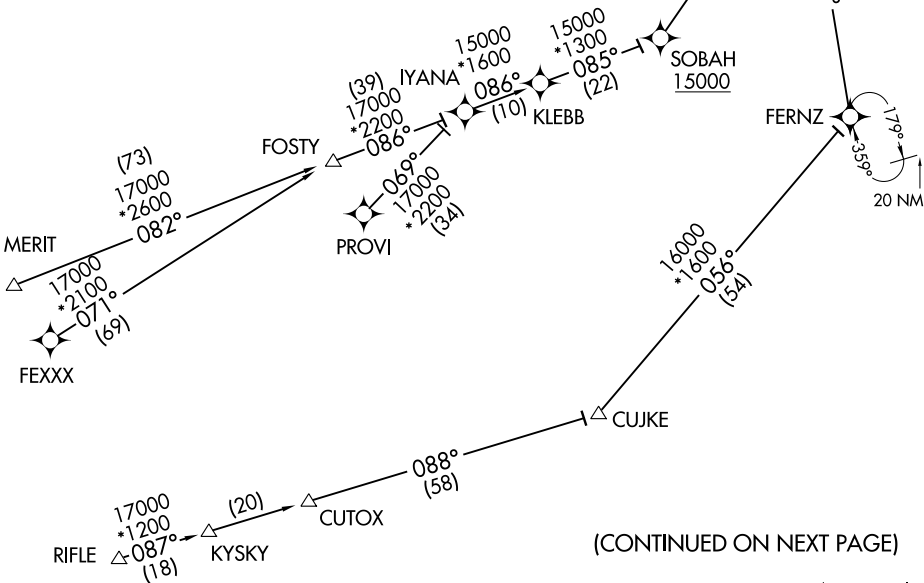 15000
*1300
085°
(22)
SOBAH
15000
15000
*1600
086°
(10)
IYANA
KLEBB
(39)
17000
*2200
086°
FOSTY
FERNZ
179°
359°
20 NM
(73)
17000
*2600
082°
MERIT
069°
17000
*2200
(34)
PROVI
17000
*2100
071°
(69)
FEXXX
16000
*1600
056°
(54)
CUJKE
088°
(58)
CUTOX
(20)
KYSKY
17000
*1200
087°
(18)
RIFLE
(CONTINUED ON NEXT PAGE)